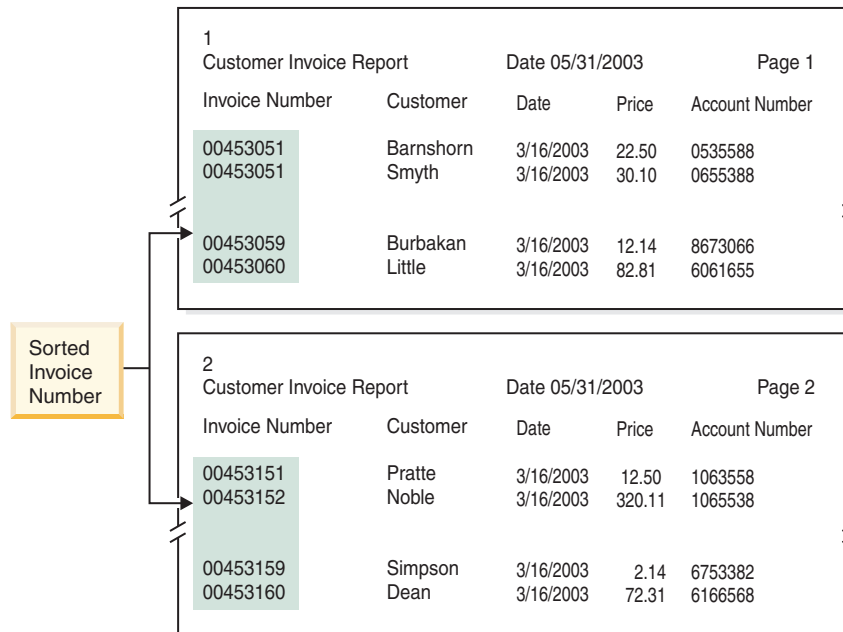 1
Customer Invoice Report Date 05/31/2003 Page 1
Invoice Number Customer Date Price Account Number
00453051 Barnshorn 3/16/2003 22.50 0535588
00453051 Smyth 3/16/2003 30.10 0655388
00453059 Burbakan 3/16/2003 12.14 8673066
00453060 Little 3/16/2003 82.81 6061655
Sorted
Invoice
Number
2
Customer Invoice Report Date 05/31/2003 Page 2
Invoice Number Customer Date Price Account Number
00453151 Pratte 3/16/2003 12.50 1063558
00453152 Noble 3/16/2003 320.11 1065538
00453159 Simpson 3/16/2003 2.14 6753382
00453160 Dean 3/16/2003 72.31 6166568